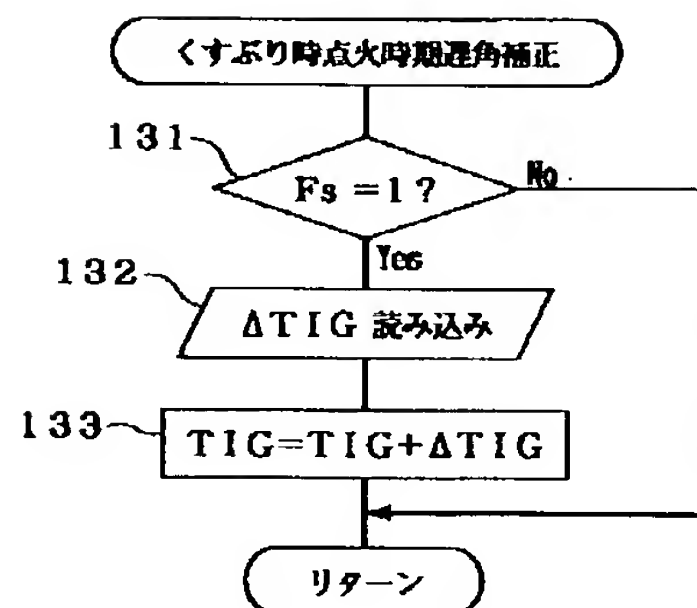 くすぶり時点火時期遅角補正
131
Fs=1?
No
Yes
132
ΔTIG 読み込み
133
TIG=TIG+ΔTIG
リターン